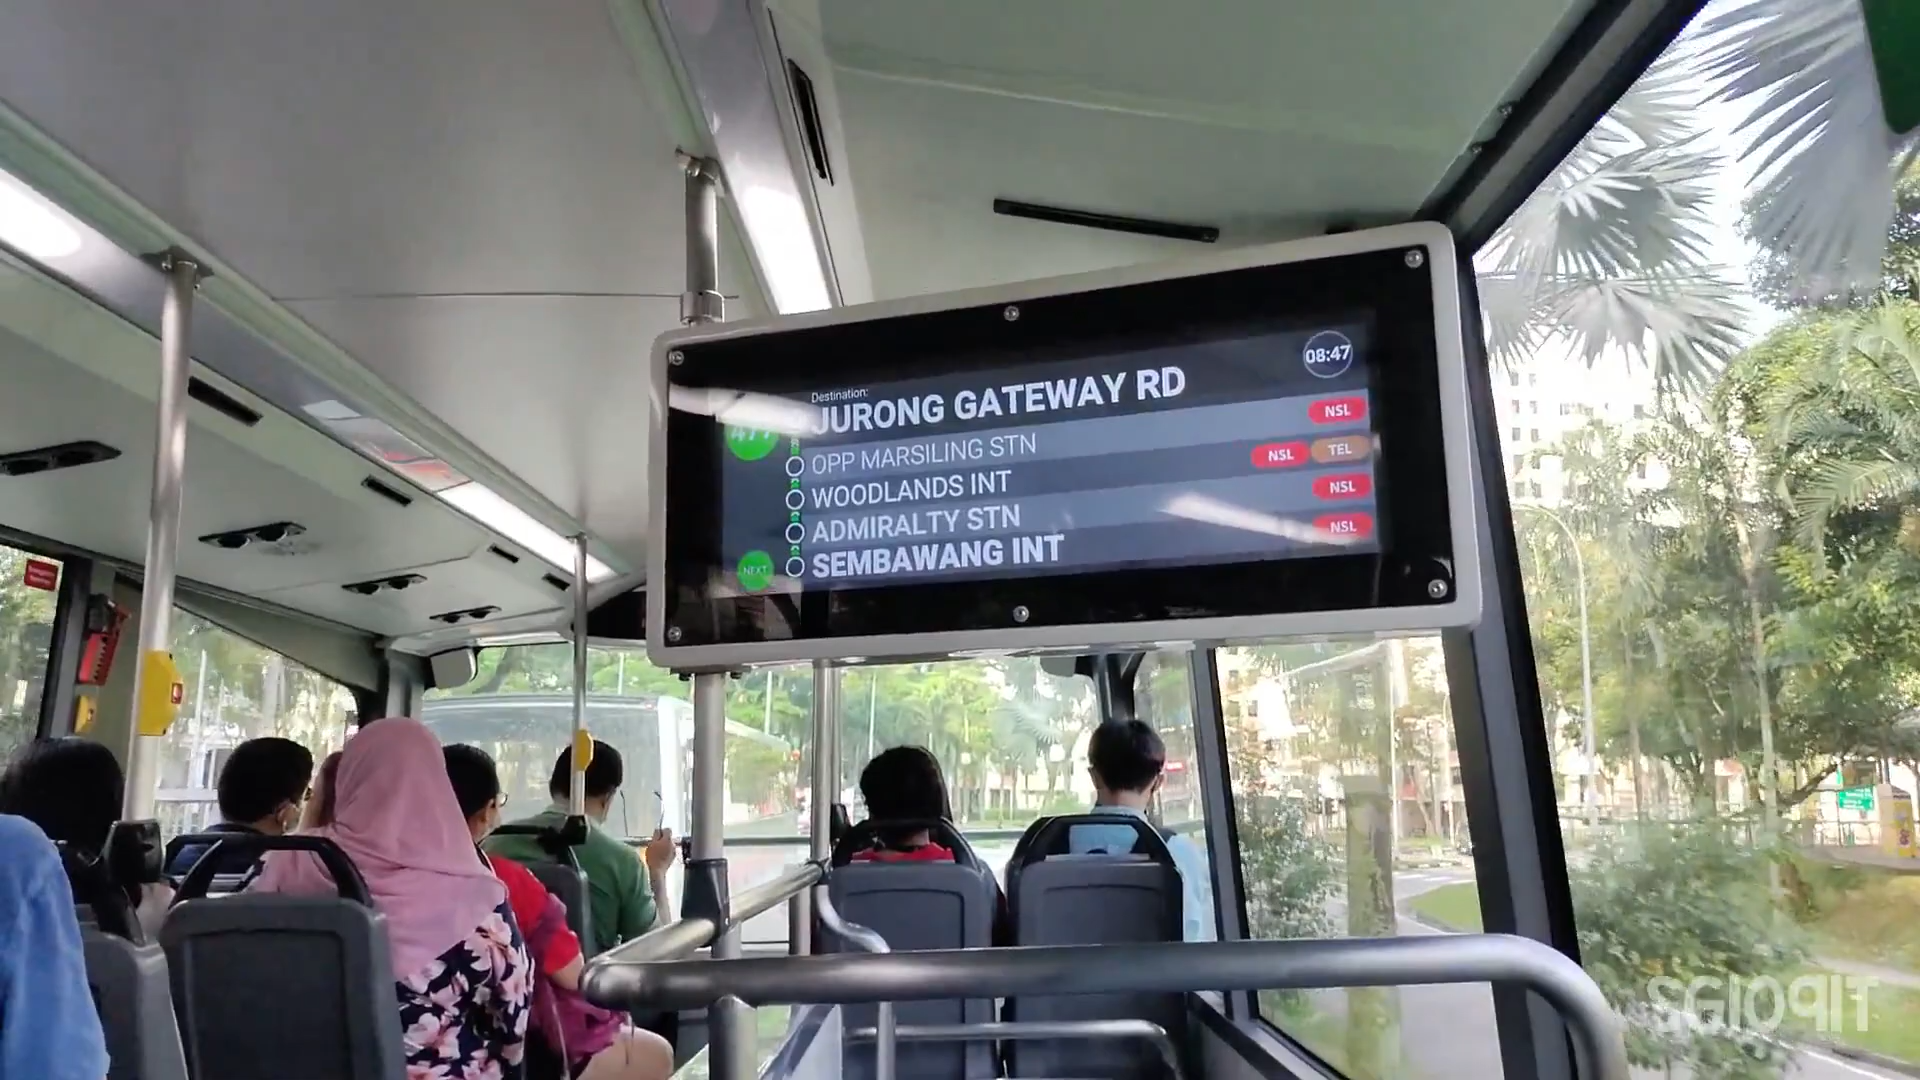 Destination:
JURONG GATEWAY RD
08:47
NSL
OPP MARSILING STN
NSL TEL
WOODLANDS INT
NSL
ADMIRALTY STN
NSL
SEMBAWANG INT
NEXT